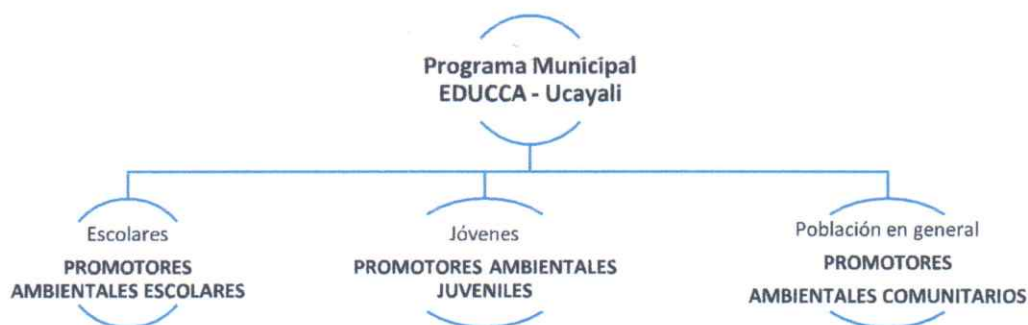 Programa Municipal
EDUCCA - Ucayali
Escolares
PROMOTORES
AMBIENTALES ESCOLARES
Jóvenes
PROMOTORES AMBIENTALES
JUVENILES
Población en general
PROMOTORES
AMBIENTALES COMUNITARIOS